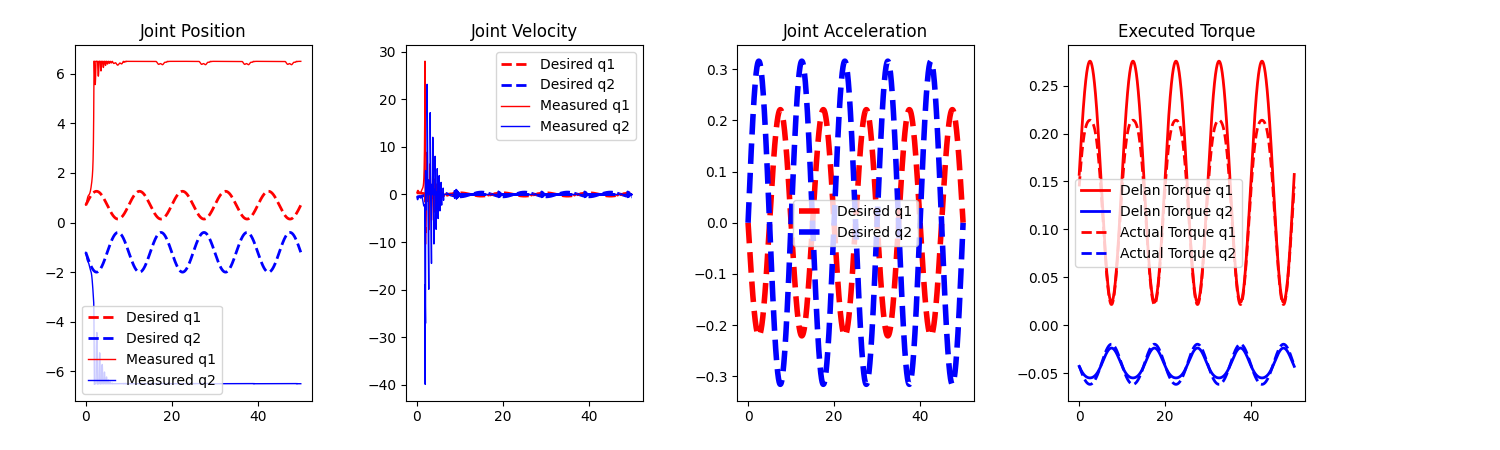 Joint Position
6
4
2
0
−2
−4
−6
0
20
40
Desired q1
Desired q2
Measured q1
Measured q2
Joint Velocity
30
20
10
0
−10
−20
−30
−40
0
20
40
Desired q1
Desired q2
Measured q1
Measured q2
Joint Acceleration
0.3
0.2
0.1
0.0
−0.1
−0.2
−0.3
0
20
40
Desired q1
Desired q2
Executed Torque
0.25
0.20
0.15
0.10
0.05
0.00
−0.05
0
20
40
Delan Torque q1
Delan Torque q2
Actual Torque q1
Actual Torque q2